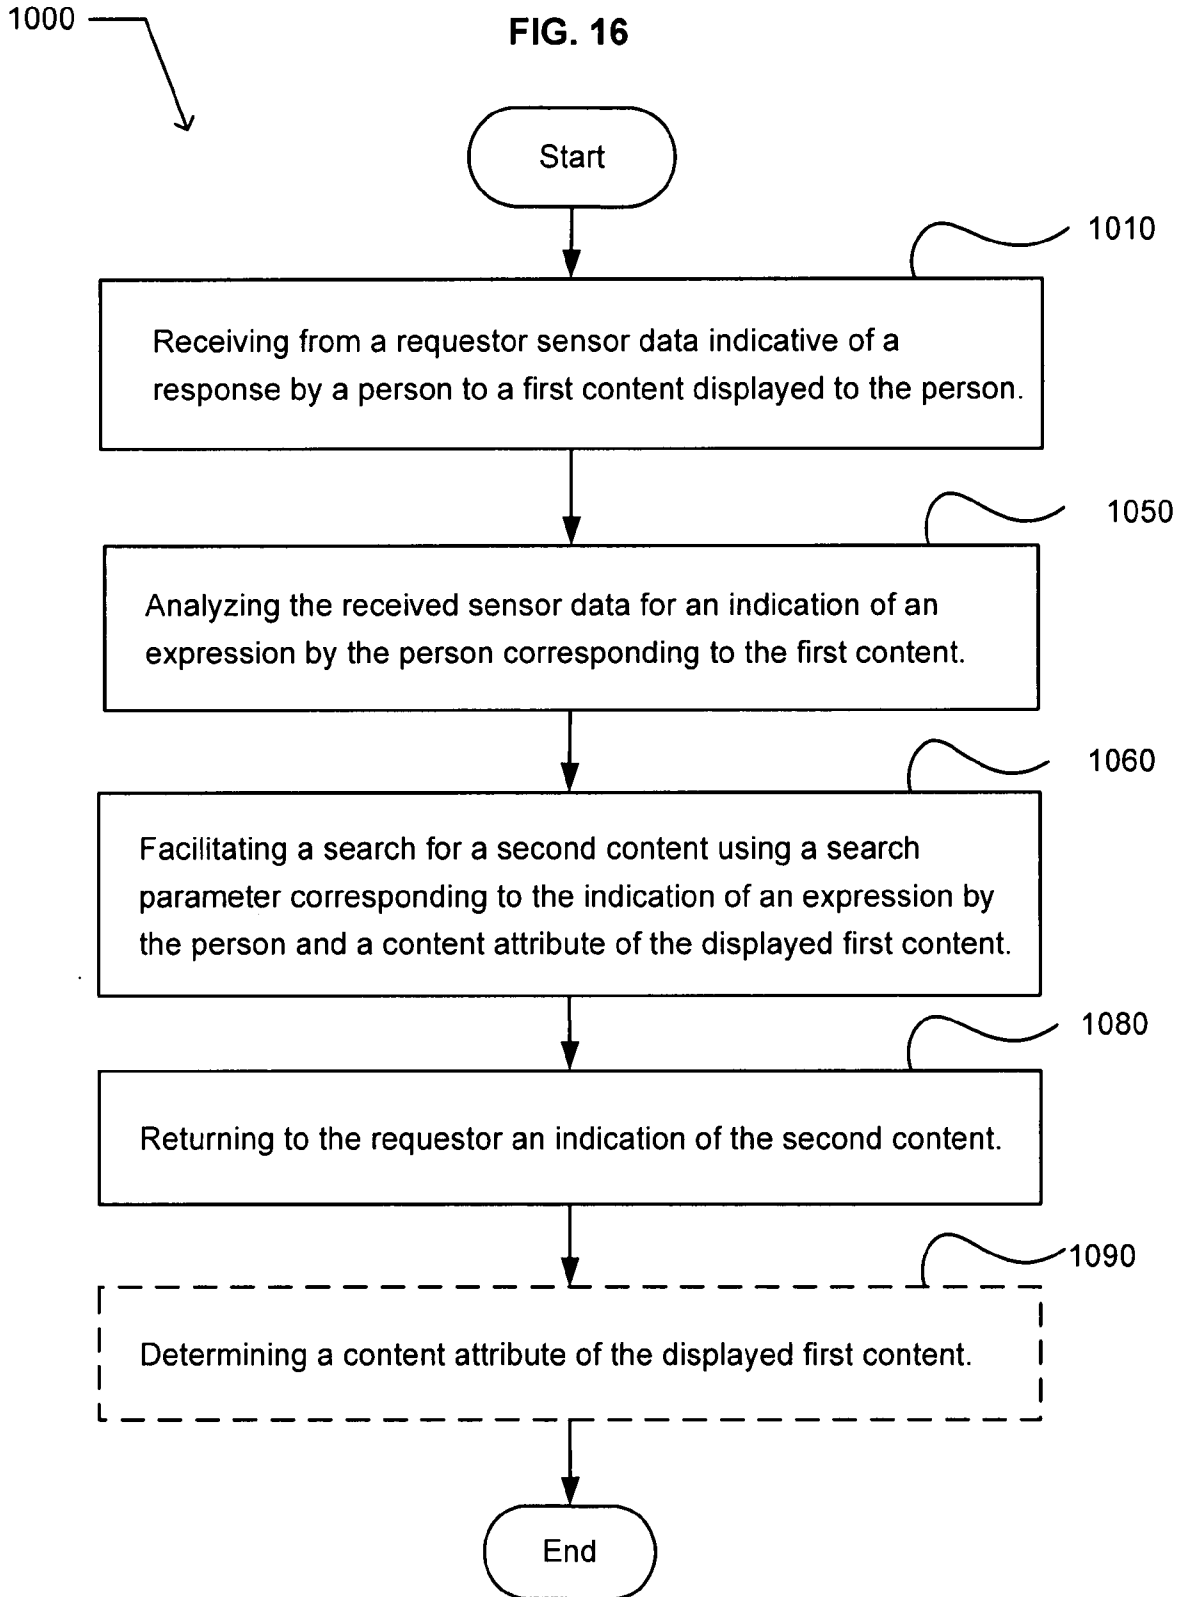 1000
FIG. 16
Start
1010
Receiving from a requestor sensor data indicative of a
response by a person to a first content displayed to the person.
1050
Analyzing the received sensor data for an indication of an
expression by the person corresponding to the first content.
1060
Facilitating a search for a second content using a search
parameter corresponding to the indication of an expression by
the person and a content attribute of the displayed first content.
1080
Returning to the requestor an indication of the second content.
1090
Determining a content attribute of the displayed first content.
End